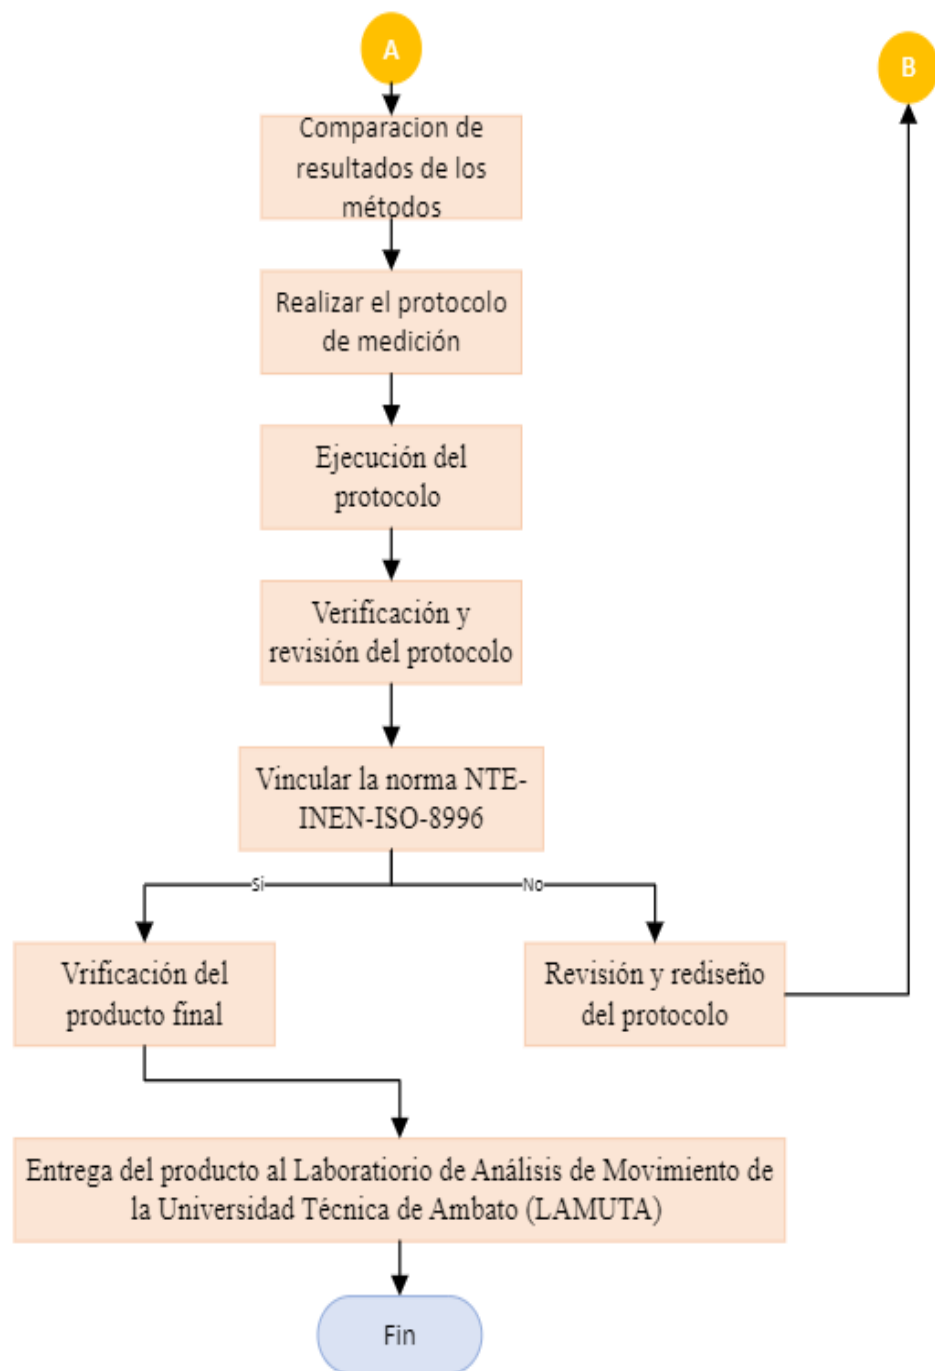 A
B
Comparacion de
resultados de los
métodos
Realizar el protocolo
de medición
Ejecución del
protocolo
Verificación y
revisión del protocolo
Vincular la norma NTE-
INEN-ISO-8996
Si
No
Vrificación del
producto final
Revisión y rediseño
del protocolo
Entrega del producto al Laboratiorio de Análisis de Movimiento de
la Universidad Técnica de Ambato (LAMUTA)
Fin